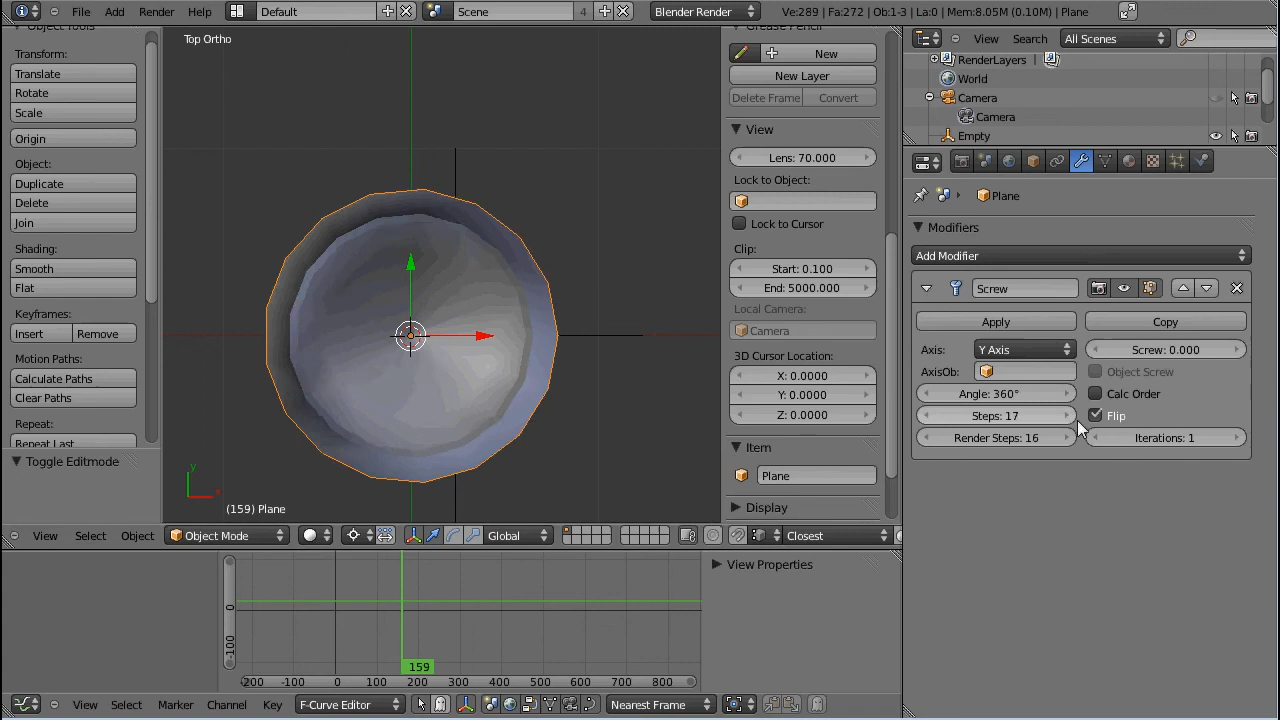 File Add Render Help Default Scene 4 Blender Render Ve:289 | Fa:272 | Ob:1-3 | La:0 | Mem:8.05M (0.10M) | Plane
Object Tools
Transform:
Translate
Rotate
Scale
Origin
Object:
Duplicate
Delete
Join
Shading:
Smooth
Flat
Keyframes:
Insert Remove
Motion Paths:
Calculate Paths
Clear Paths
Repeat:
Repeat Last
Toggle Editmode
Top Ortho
y
x
(159) Plane
Grease Pencil
New
New Layer
Delete Frame Convert
View
Lens: 70.000
Lock to Object:
Lock to Cursor
Clip:
Start: 0.100
End: 5000.000
Local Camera:
Camera
3D Cursor Location:
X: 0.0000
Y: 0.0000
Z: 0.0000
Item
Plane
Display
View Select Object Object Mode Global Closest
View Search All Scenes
RenderLayers |
World
Camera
Camera
Empty
Plane
Modifiers
Add Modifier
Screw
Apply Copy
Axis: Y Axis Screw: 0.000
AxisOb: Object Screw
Angle: 360° Calc Order
Steps: 17 Flip
Render Steps: 16 Iterations: 1
0
-100
159
-200 -100 0 100 200 300 400 500 600 700 800
View Properties
View Select Marker Channel Key F-Curve Editor Nearest Frame